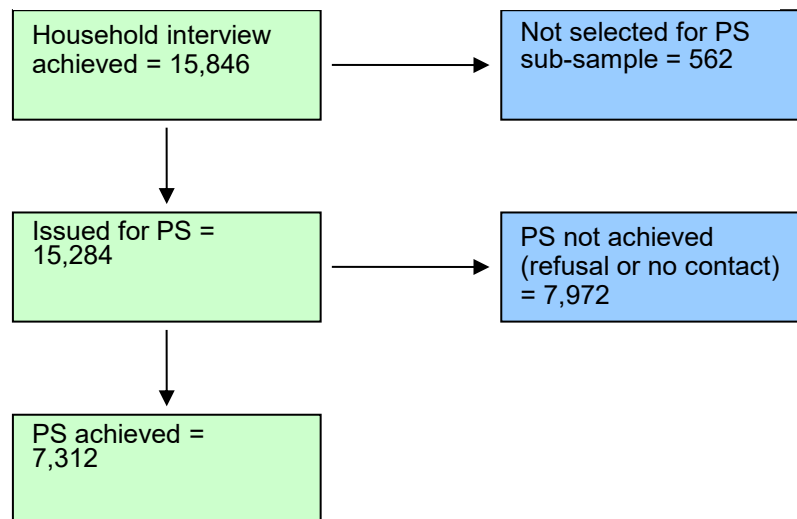 Household interview
achieved = 15,846
Not selected for PS
sub-sample = 562
Issued for PS =
15,284
PS not achieved
(refusal or no contact)
= 7,972
PS achieved =
7,312